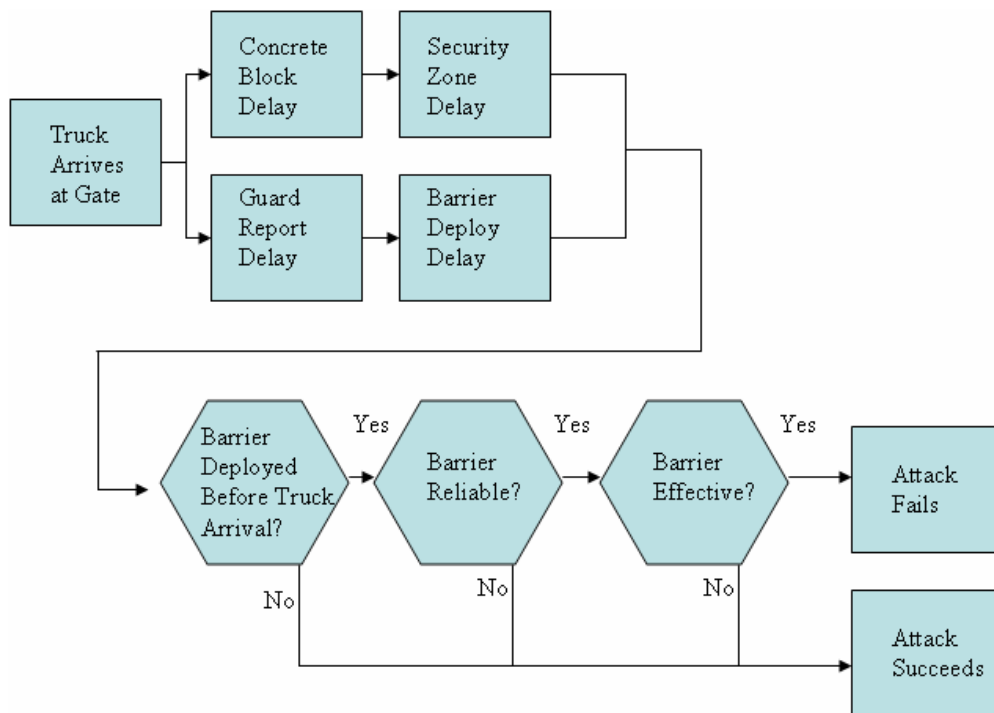 Concrete
Block
Delay
Security
Zone
Delay
Truck
Arrives
at Gate
Guard
Report
Delay
Barrier
Deploy
Delay
Barrier
Deployed
Before Truck
Arrival?
Yes
Barrier
Reliable?
Yes
Barrier
Effective?
Yes
Attack
Fails
No
No
No
Attack
Succeeds